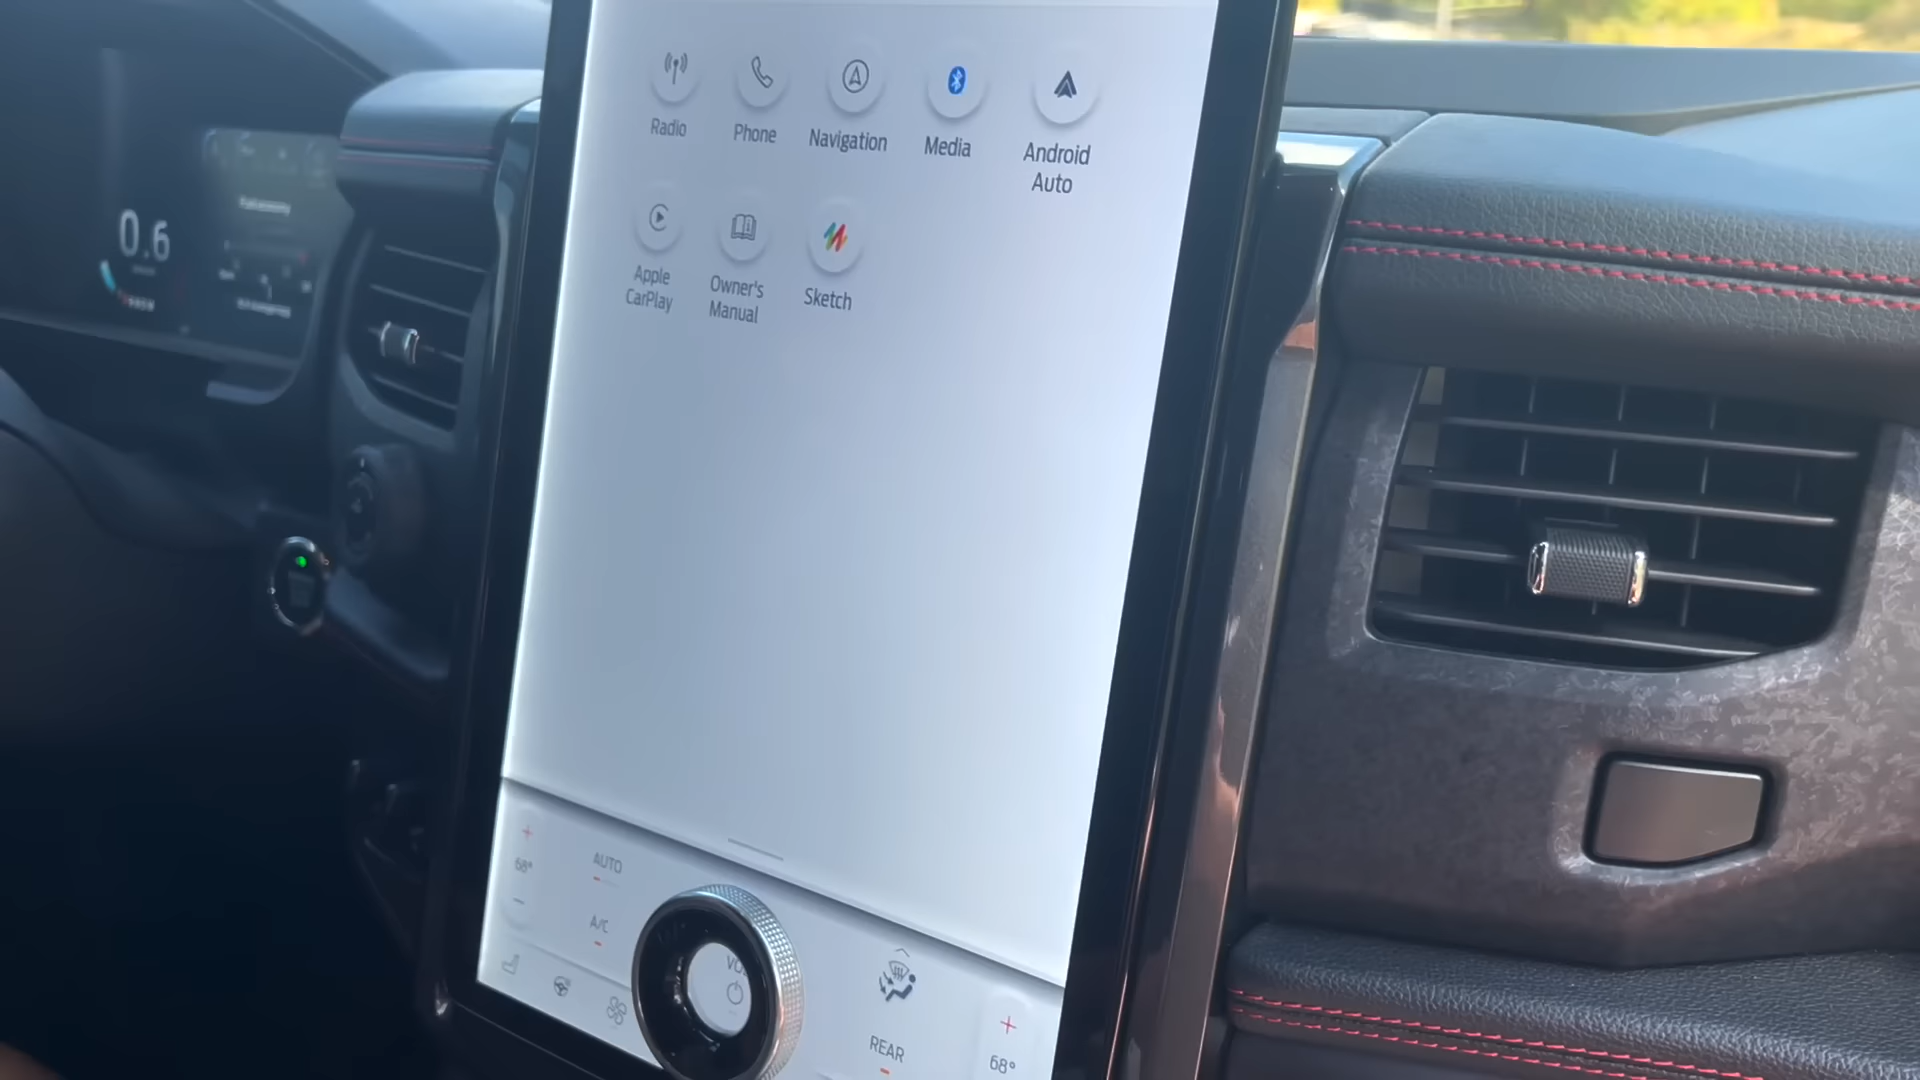 Radio
Phone
Navigation
Media
Android
Auto
Apple
CarPlay
Owner's
Manual
Sketch
0.6
68°
AUTO
A/C
REAR
68°